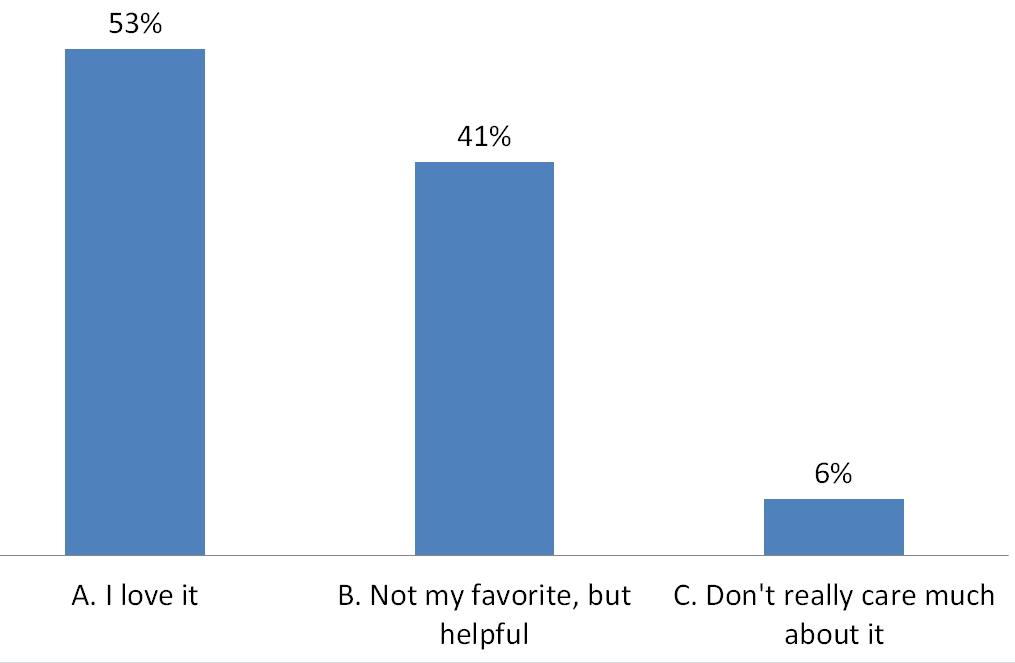 53%
41%
6%
A. I love it
B. Not my favorite, but
helpful
C. Don't really care much
about it